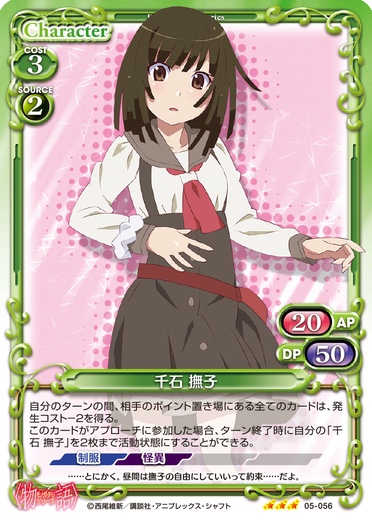 Character
COST
3
SOURCE
2
20 AP
DP 50
千石 撫子
自分のターンの間、相手のポイント置き場にある全てのカードは、発
生コスト－2を得る。
このカードがアプローチに参加した場合、ターン終了時に自分の「千
石 撫子」を2枚まで活動状態にすることができる。
制服 怪異
……とにかく、昼間は撫子の自由にしていいって約束……だよ。
©西尾維新／講談社・アニプレックス・シャフト
05-056